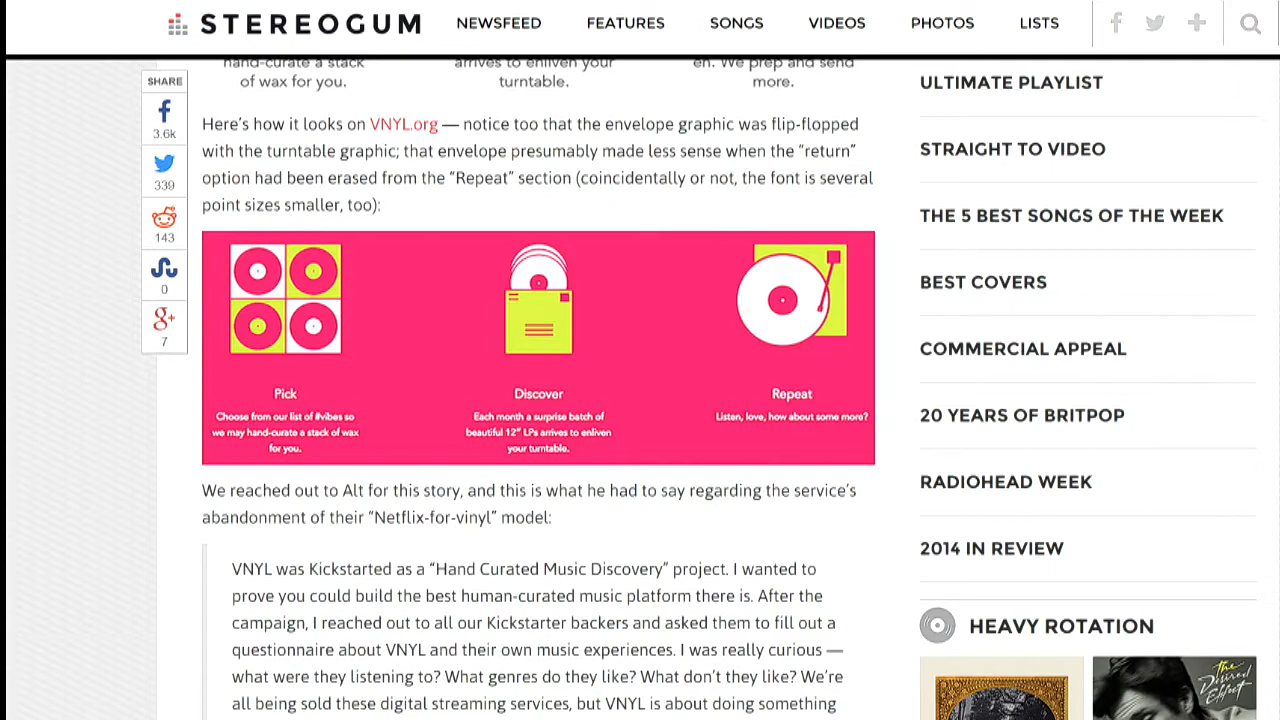 STEREOGUM
NEWSFEED
FEATURES
SONGS
VIDEOS
PHOTOS
LISTS
SHARE
3.6k
339
143
0
g+
7
hand-curate a stack
of wax for you.
arrives to enliven your
turntable.
en. We prep and send
more.
Here's how it looks on VNYL.org — notice too that the envelope graphic was flip-flopped
with the turntable graphic; that envelope presumably made less sense when the “return”
option had been erased from the “Repeat” section (coincidentally or not, the font is several
point sizes smaller, too):
Pick
Choose from our list of #vibes so
we may hand-curate a stack of wax
for you.
Discover
Each month a surprise batch of
beautiful 12" LPs arrives to enliven
your turntable.
Repeat
Listen, love, how about some more?
We reached out to Alt for this story, and this is what he had to say regarding the service's
abandonment of their “Netflix-for-vinyl” model:
VNYL was Kickstarted as a “Hand Curated Music Discovery” project. I wanted to
prove you could build the best human-curated music platform there is. After the
campaign, I reached out to all our Kickstarter backers and asked them to fill out a
questionnaire about VNYL and their own music experiences. I was really curious —
what were they listening to? What genres do they like? What don't they like? We're
all being sold these digital streaming services, but VNYL is about doing something
ULTIMATE PLAYLIST
STRAIGHT TO VIDEO
THE 5 BEST SONGS OF THE WEEK
BEST COVERS
COMMERCIAL APPEAL
20 YEARS OF BRITPOP
RADIOHEAD WEEK
2014 IN REVIEW
HEAVY ROTATION
The
Desired
Effect